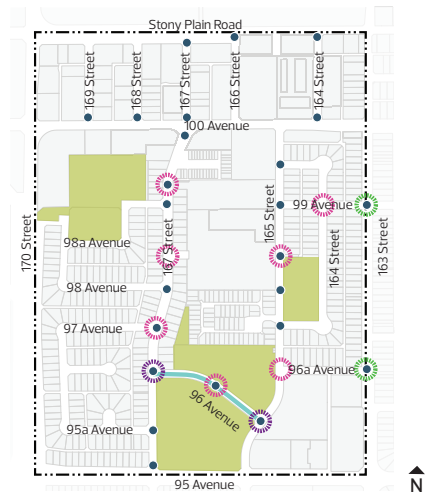 Stony Plain Road
169 Street
168 Street
167 Street
166 Street
164 Street
100 Avenue
99 Avenue
165 Street
170 Street
167 Street
98a Avenue
164 Street
163 Street
98 Avenue
97 Avenue
96a Avenue
96 Avenue
95a Avenue
95 Avenue
N